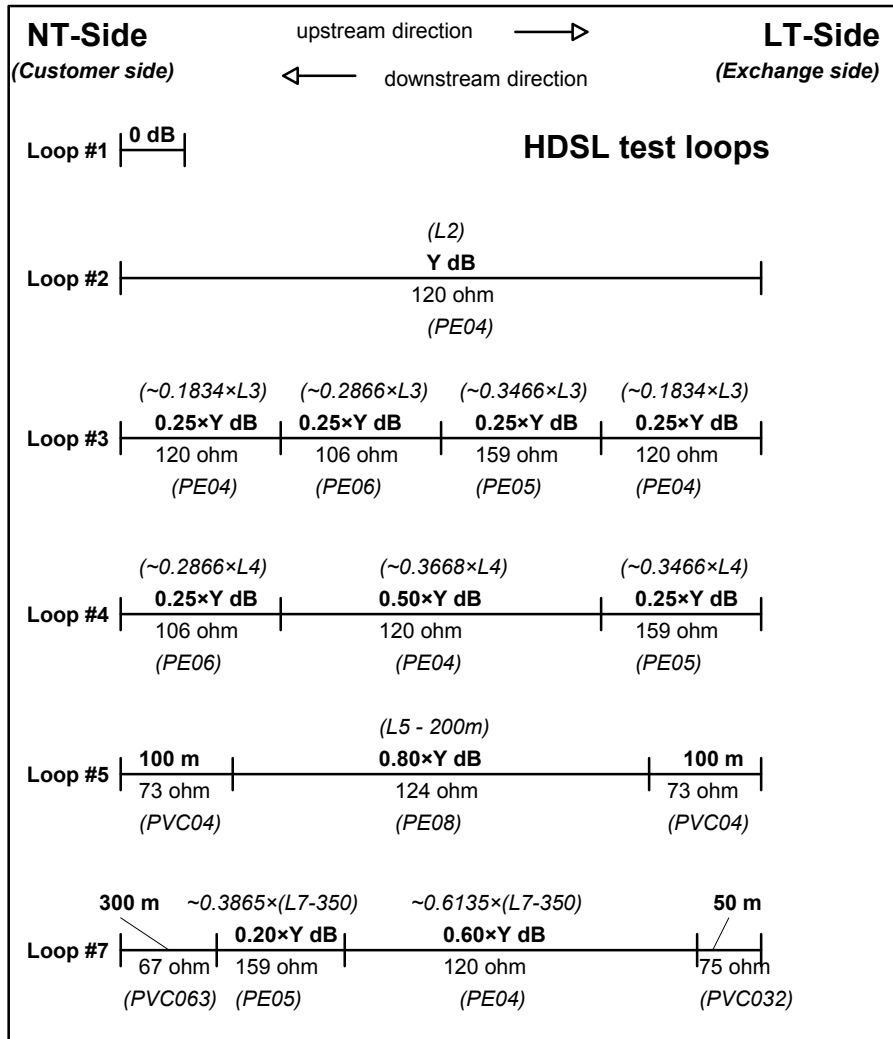 NT-Side upstream direction LT-Side
(Customer side) downstream direction (Exchange side)
0 dB
Loop #1 HDSL test loops
(L2)
Y dB
Loop #2
120 ohm
(PE04)
(~0.1834×L3) (~0.2866×L3) (~0.3466×L3) (~0.1834×L3)
0.25×Y dB 0.25×Y dB 0.25×Y dB 0.25×Y dB
Loop #3
120 ohm 106 ohm 159 ohm 120 ohm
(PE04) (PE06) (PE05) (PE04)
(~0.2866×L4) (~0.3668×L4) (~0.3466×L4)
0.25×Y dB 0.50×Y dB 0.25×Y dB
Loop #4
106 ohm 120 ohm 159 ohm
(PE06) (PE04) (PE05)
(L5 - 200m)
100 m 0.80×Y dB 100 m
Loop #5
73 ohm 124 ohm 73 ohm
(PVC04) (PE08) (PVC04)
300 m ~0.3865×(L7-350) ~0.6135×(L7-350) 50 m
0.20×Y dB 0.60×Y dB
Loop #7
67 ohm 159 ohm 120 ohm 75 ohm
(PVC063) (PE05) (PE04) (PVC032)